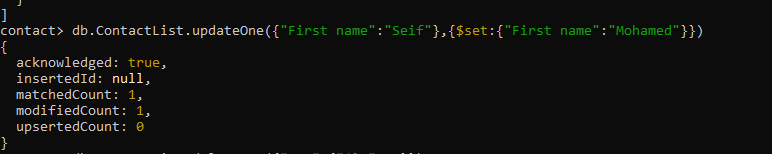 ]
contact> db.ContactList.updateOne({"First name":"Seif"},{$set:{"First name":"Mohamed"}})
{
  acknowledged: true,
  insertedId: null,
  matchedCount: 1,
  modifiedCount: 1,
  upsertedCount: 0
}